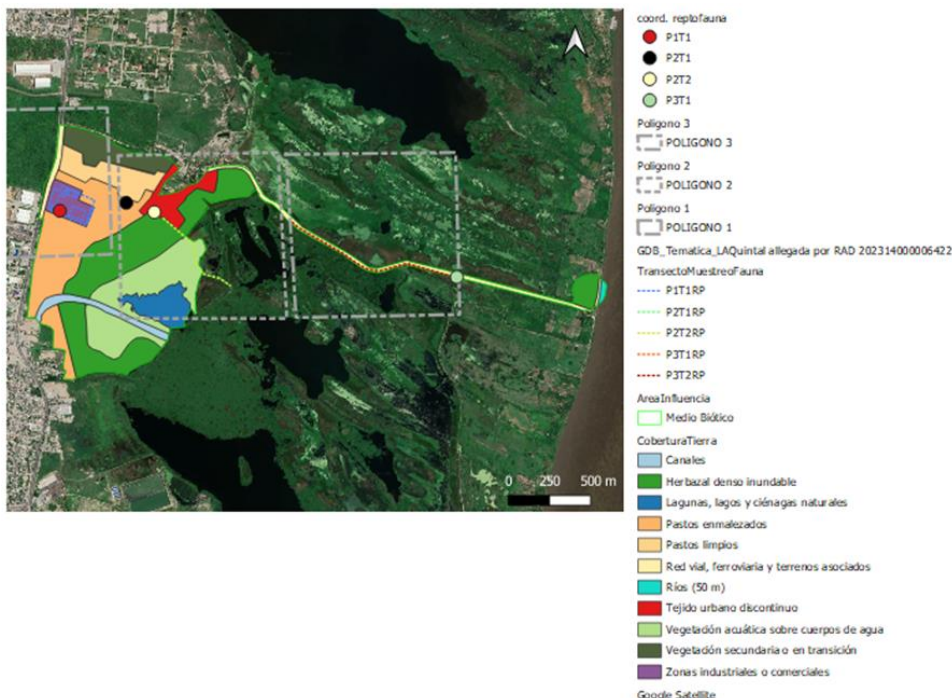 coord. reptofauna
P1T1
P2T1
P2T2
P3T1
Poligono 3
POLIGONO 3
Poligono 2
POLIGONO 2
Poligono 1
POLIGONO 1
GDB_Tematica_LAQuintal allegada por RAD 20231400006422
TransectoMuestreoFauna
P1T1RP
P2T1RP
P2T2RP
P3T1RP
P3T2RP
AreaInfluencia
Medio Biótico
CoberturaTierra
Canales
Herbazal denso inundable
Lagunas, lagos y ciénagas naturales
Pastos enmalezados
Pastos limpios
Red vial, ferroviaria y terrenos asociados
Ríos (50 m)
Tejido urbano discontinuo
Vegetación acuática sobre cuerpos de agua
Vegetación secundaria o en transición
Zonas industriales o comerciales
Google Satellite
0 250 500 m